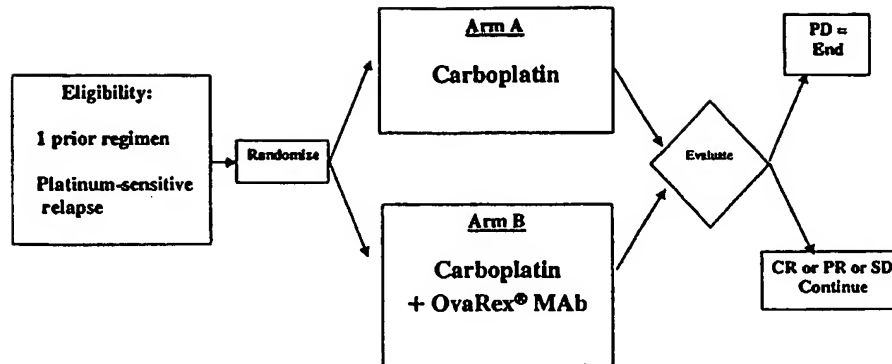 Eligibility:
1 prior regimen
Platinum-sensitive
relapse
Randomize
Arm A
Carboplatin
Arm B
Carboplatin
+ OvaRex® MAb
Evaluate
PD =
End
CR or PR or SD
Continue